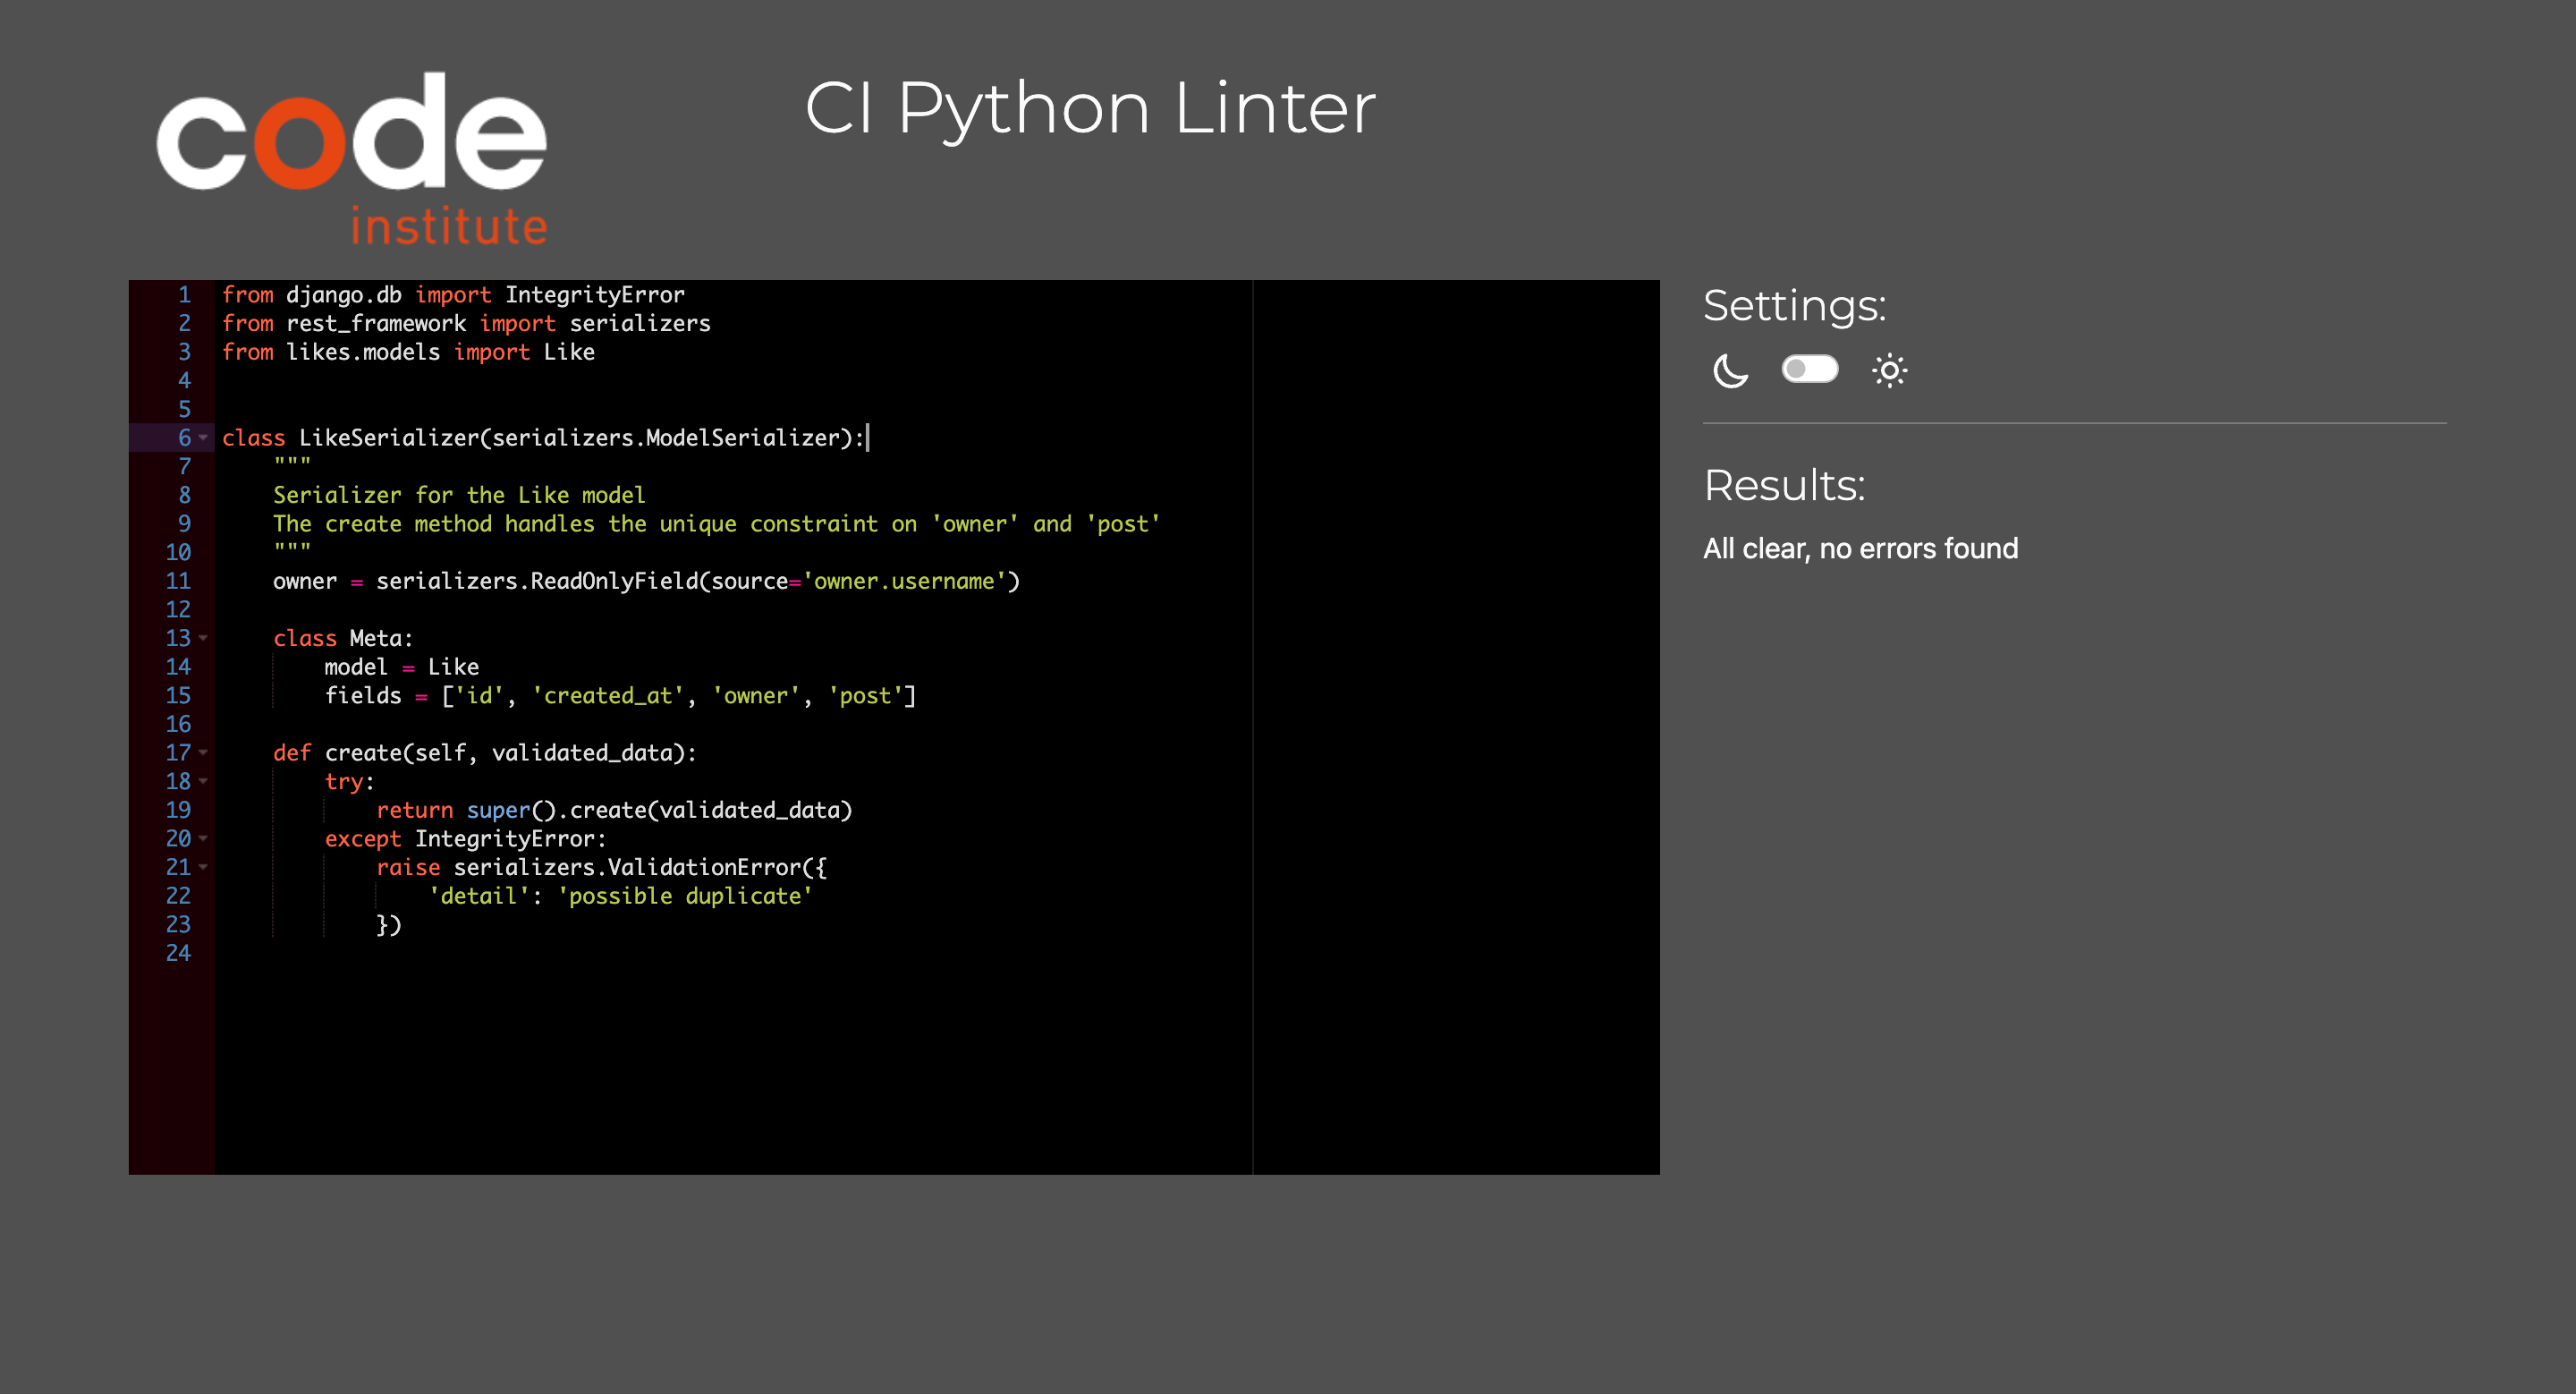 code
institute
CI Python Linter
1 from django.db import IntegrityError
2 from rest_framework import serializers
3 from likes.models import Like
4
5
6 class LikeSerializer(serializers.ModelSerializer):
7     """
8     Serializer for the Like model
9     The create method handles the unique constraint on 'owner' and 'post'
10     """
11     owner = serializers.ReadOnlyField(source='owner.username')
12
13     class Meta:
14         model = Like
15         fields = ['id', 'created_at', 'owner', 'post']
16
17     def create(self, validated_data):
18         try:
19             return super().create(validated_data)
20         except IntegrityError:
21             raise serializers.ValidationError({
22                 'detail': 'possible duplicate'
23             })
24
Settings:
Results:
All clear, no errors found